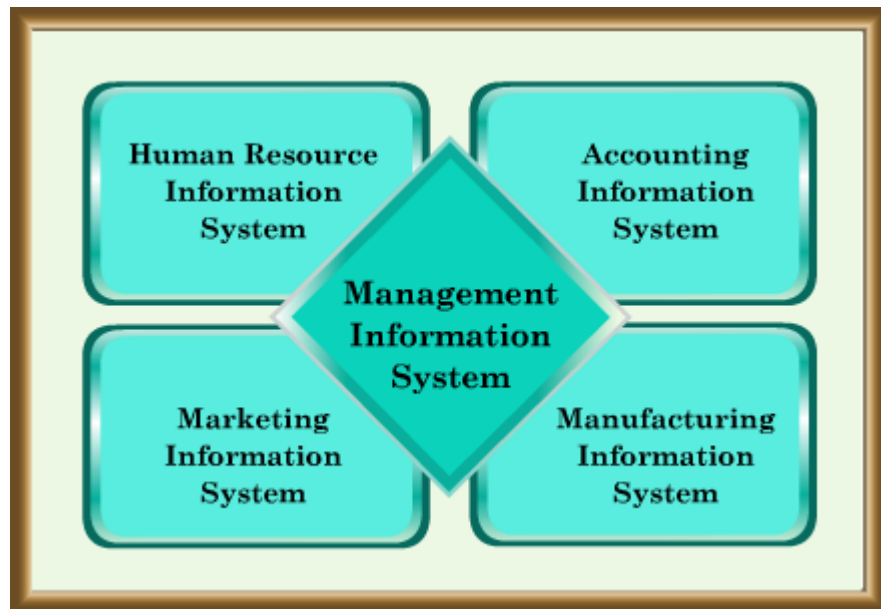 Human Resource
Information
System
Accounting
Information
System
Management
Information
System
Marketing
Information
System
Manufacturing
Information
System